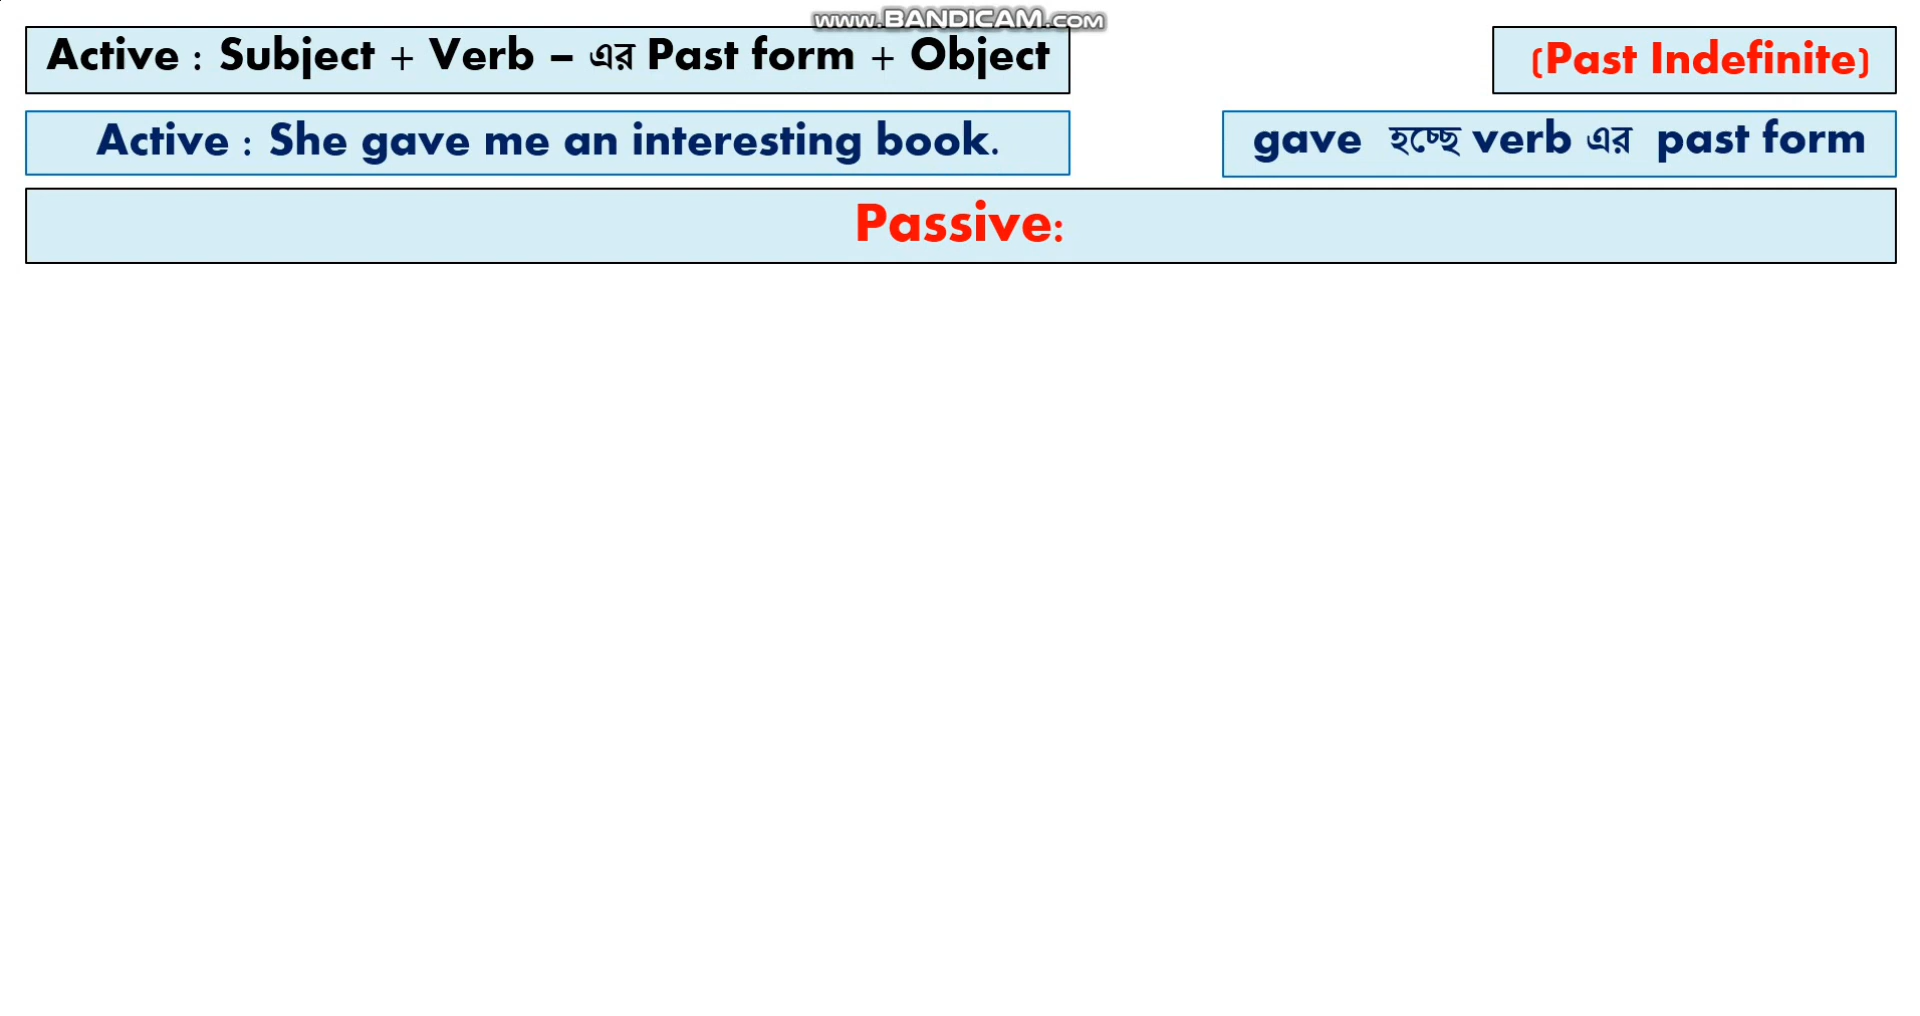 www.BANDICAM.com
Active : Subject + Verb – এর Past form + Object
(Past Indefinite)
Active : She gave me an interesting book.
gave হচ্ছে verb এর past form
Passive: